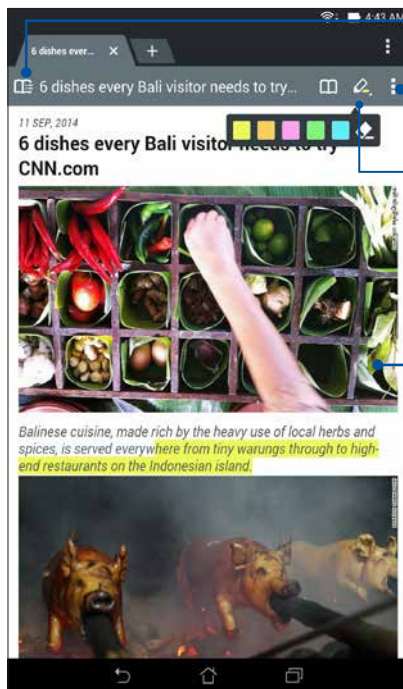 4:43 AM
6 dishes ever... ×
+
6 dishes every Bali visitor needs to try...
11 SEP, 2014
6 dishes every Bali visitor needs to try
CNN.com
Balinese cuisine, made rich by the heavy use of local herbs and
spices, is served everywhere from tiny warungs through to high-
end restaurants on the Indonesian island.